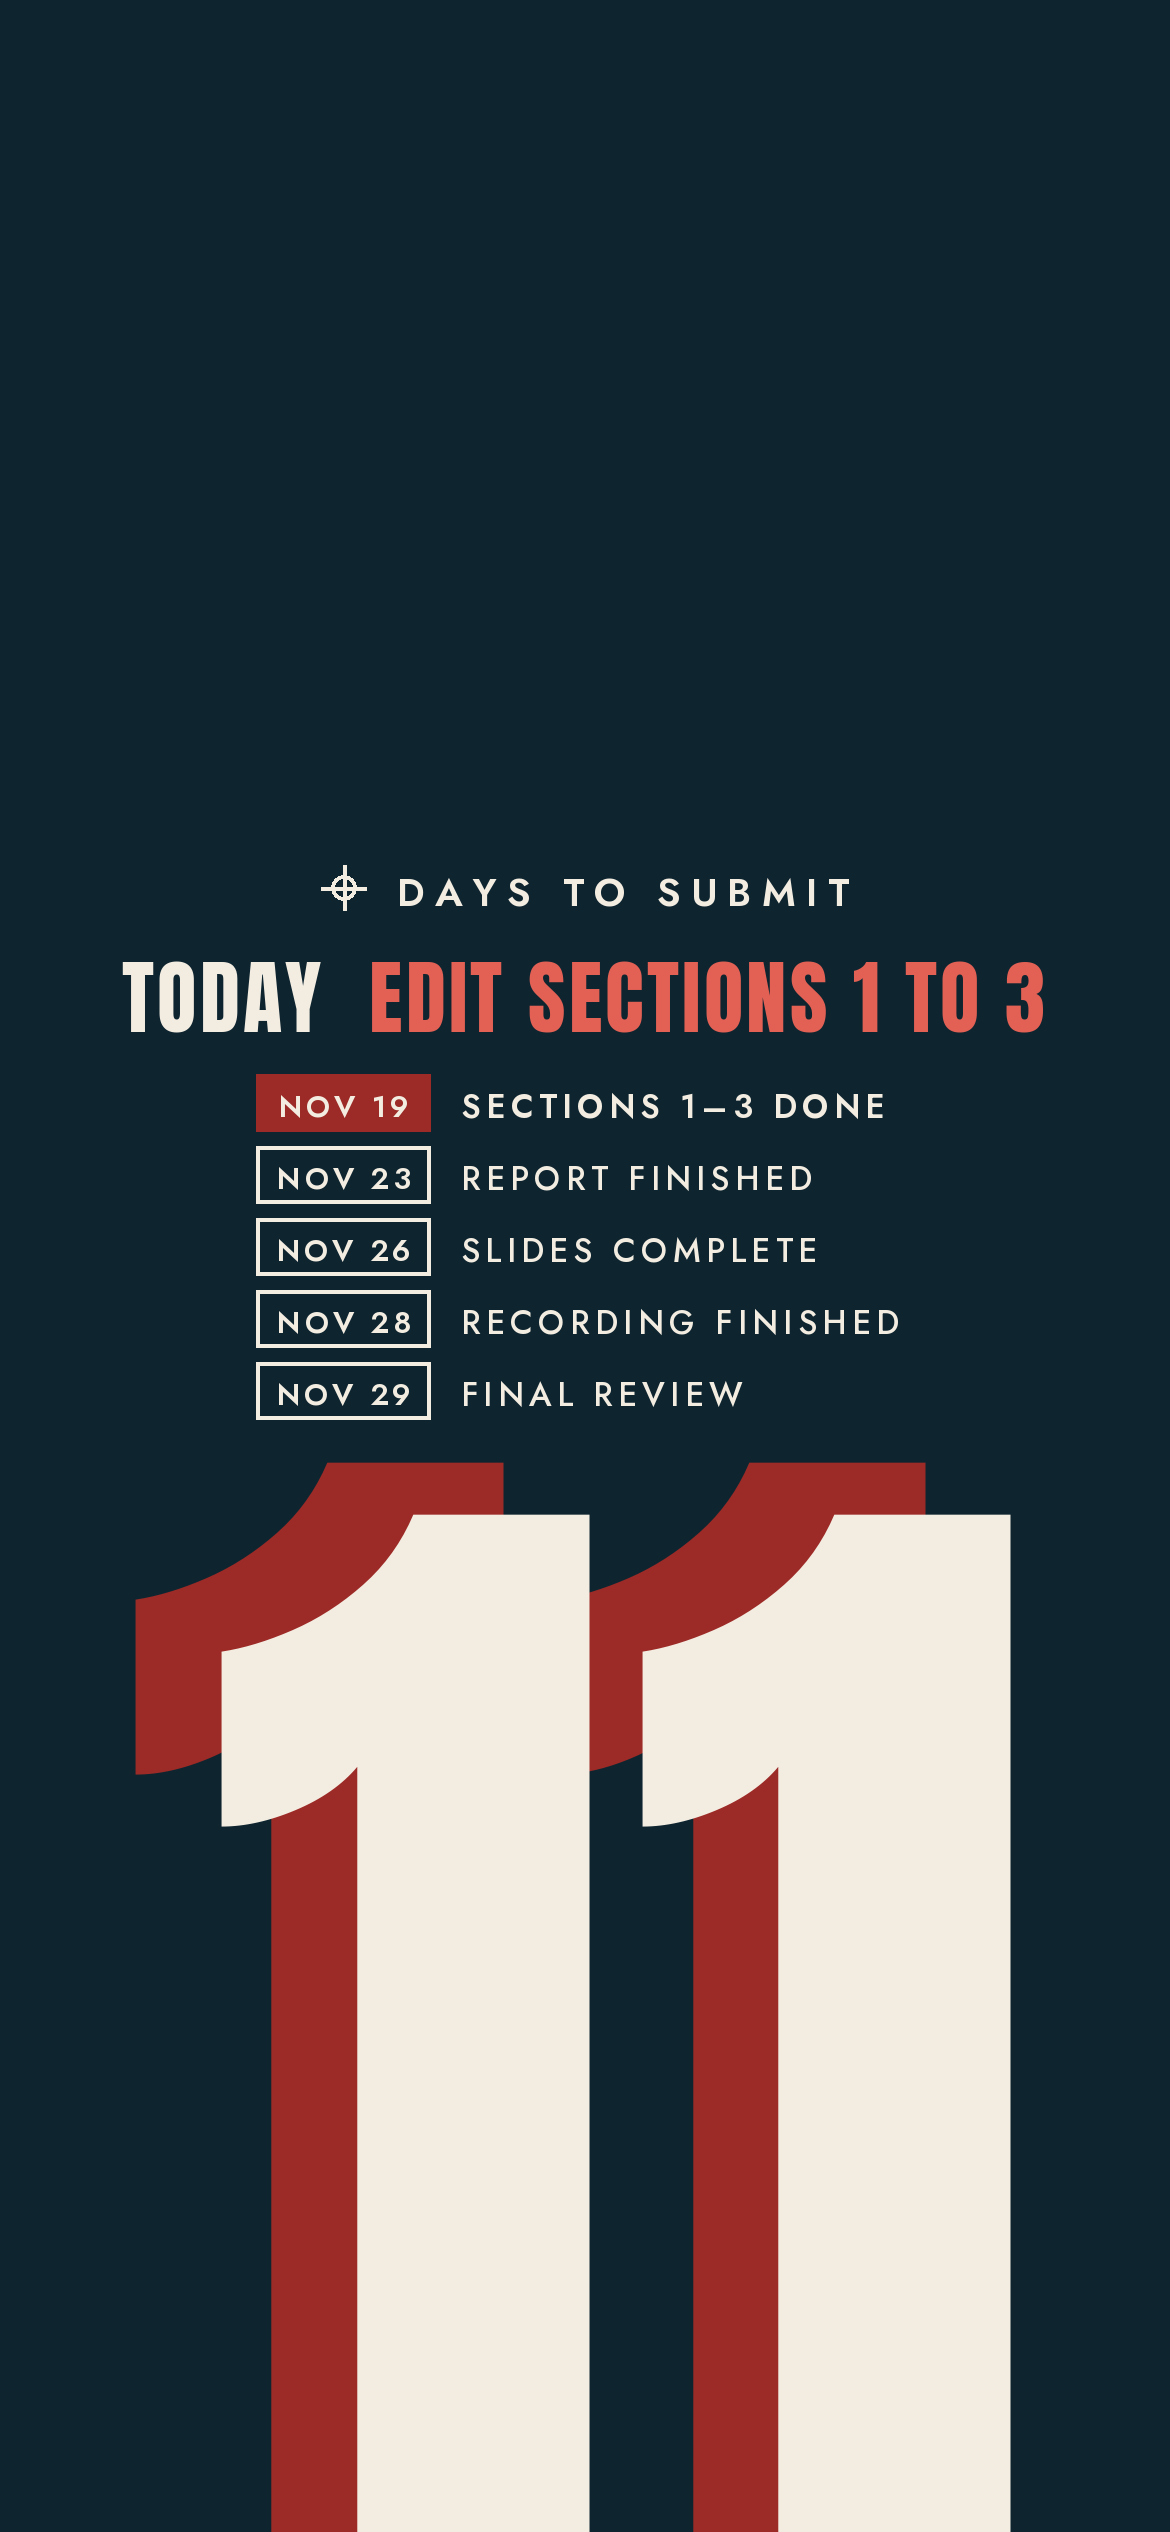 DAYS TO SUBMIT
TODAY EDIT SECTIONS 1 TO 3
NOV 19 SECTIONS 1–3 DONE
NOV 23 REPORT FINISHED
NOV 26 SLIDES COMPLETE
NOV 28 RECORDING FINISHED
NOV 29 FINAL REVIEW
11